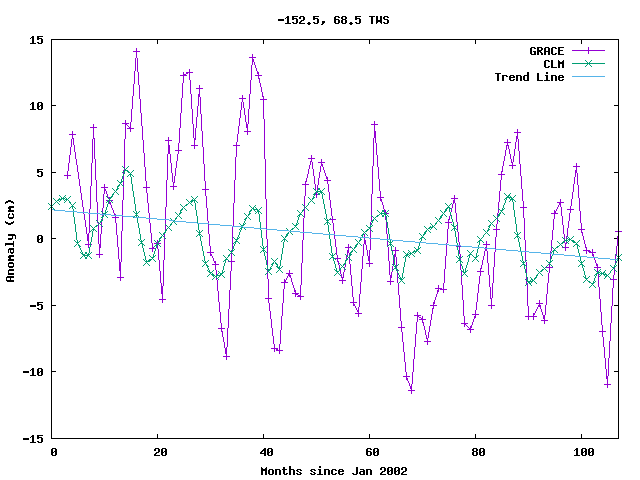 -152.5, 68.5 TWS
GRACE
CLM
Trend Line
15
10
5
0
-5
-10
-15
Anomaly (cm)
0 20 40 60 80 100
Months since Jan 2002